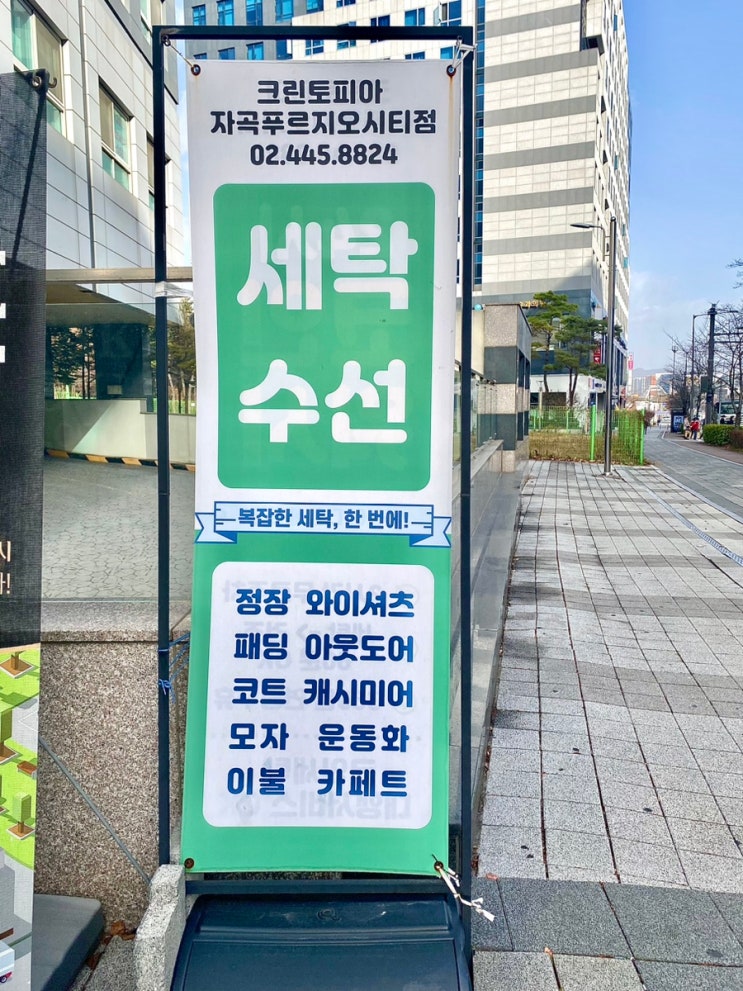 크린토피아
자곡푸르지오시티점
02.445.8824
세탁
수선
복잡한 세탁, 한 번에!
정장 와이셔츠
패딩 아웃도어
코트 캐시미어
모자 운동화
이불 카페트